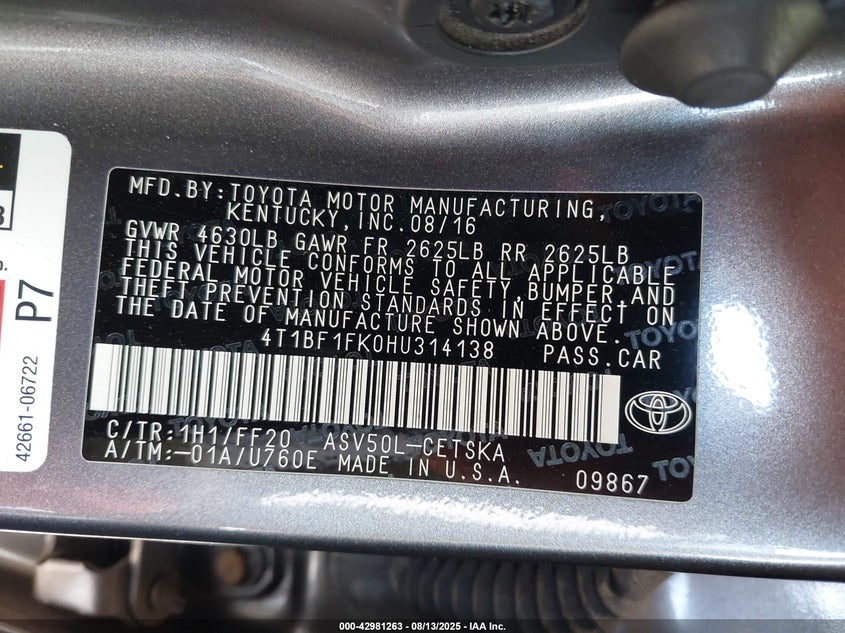 MFD.BY:TOYOTA MOTOR MANUFACTURING,
KENTUCKY,INC.08/16
GVWR 4630LB GAWR FR 2625LB RR 2625LB
THIS VEHICLE CONFORMS TO ALL APPLICABLE
FEDERAL MOTOR VEHICLE SAFETY,BUMPER,AND
THEFT PREVENTION STANDARDS IN EFFECT ON
THE DATE OF MANUFACTURE SHOWN ABOVE.
4T1BF1FK0HU314138 PASS.CAR
C/TR:1H1/FF20 ASV50L-CETSKA
A/TM:-01A/U760E MADE IN U.S.A.
09867
P7
42661-06722
TOYOTA
000-42981263 - 08/13/2025 - IAA Inc.